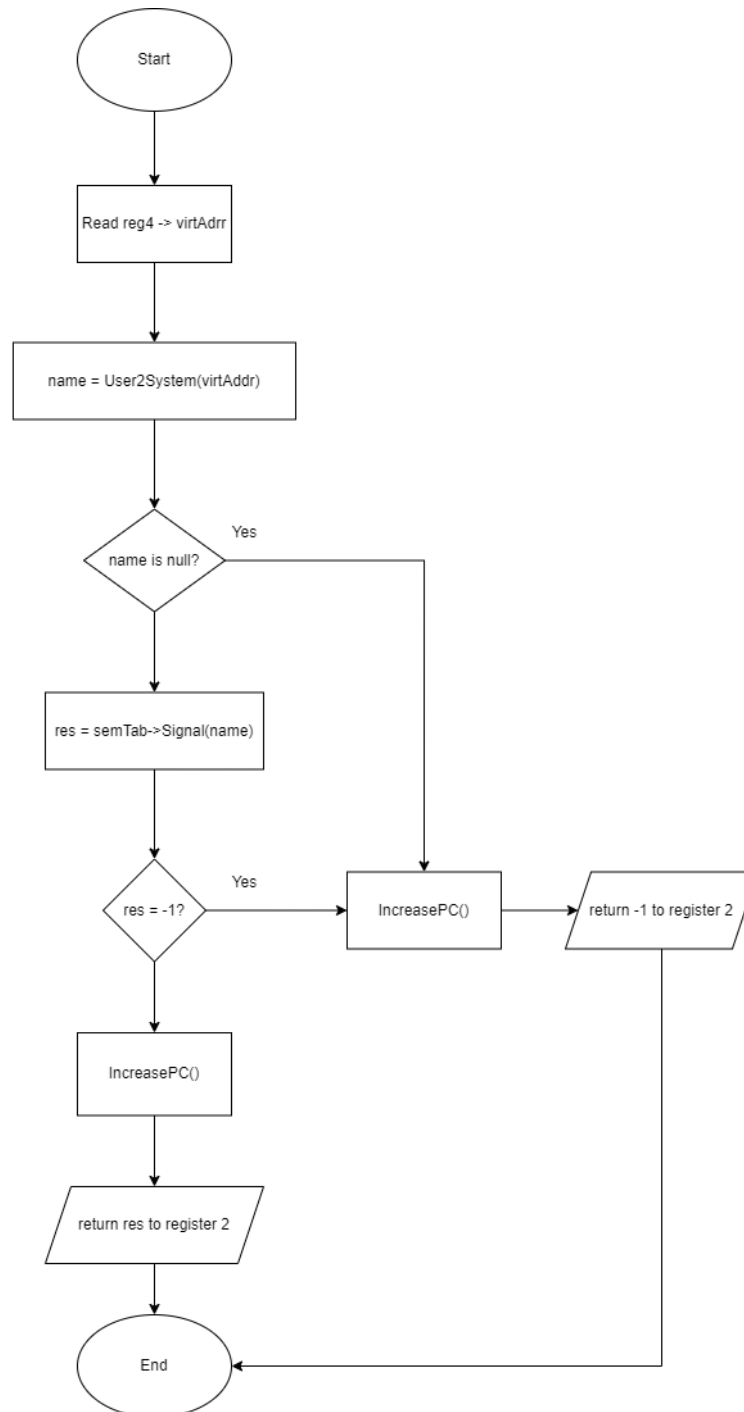 Start
Read reg4 -> virtAdrr
name = User2System(virtAddr)
Yes
name is null?
res = semTab->Signal(name)
Yes
res = -1?
IncreasePC()
return -1 to register 2
IncreasePC()
return res to register 2
End